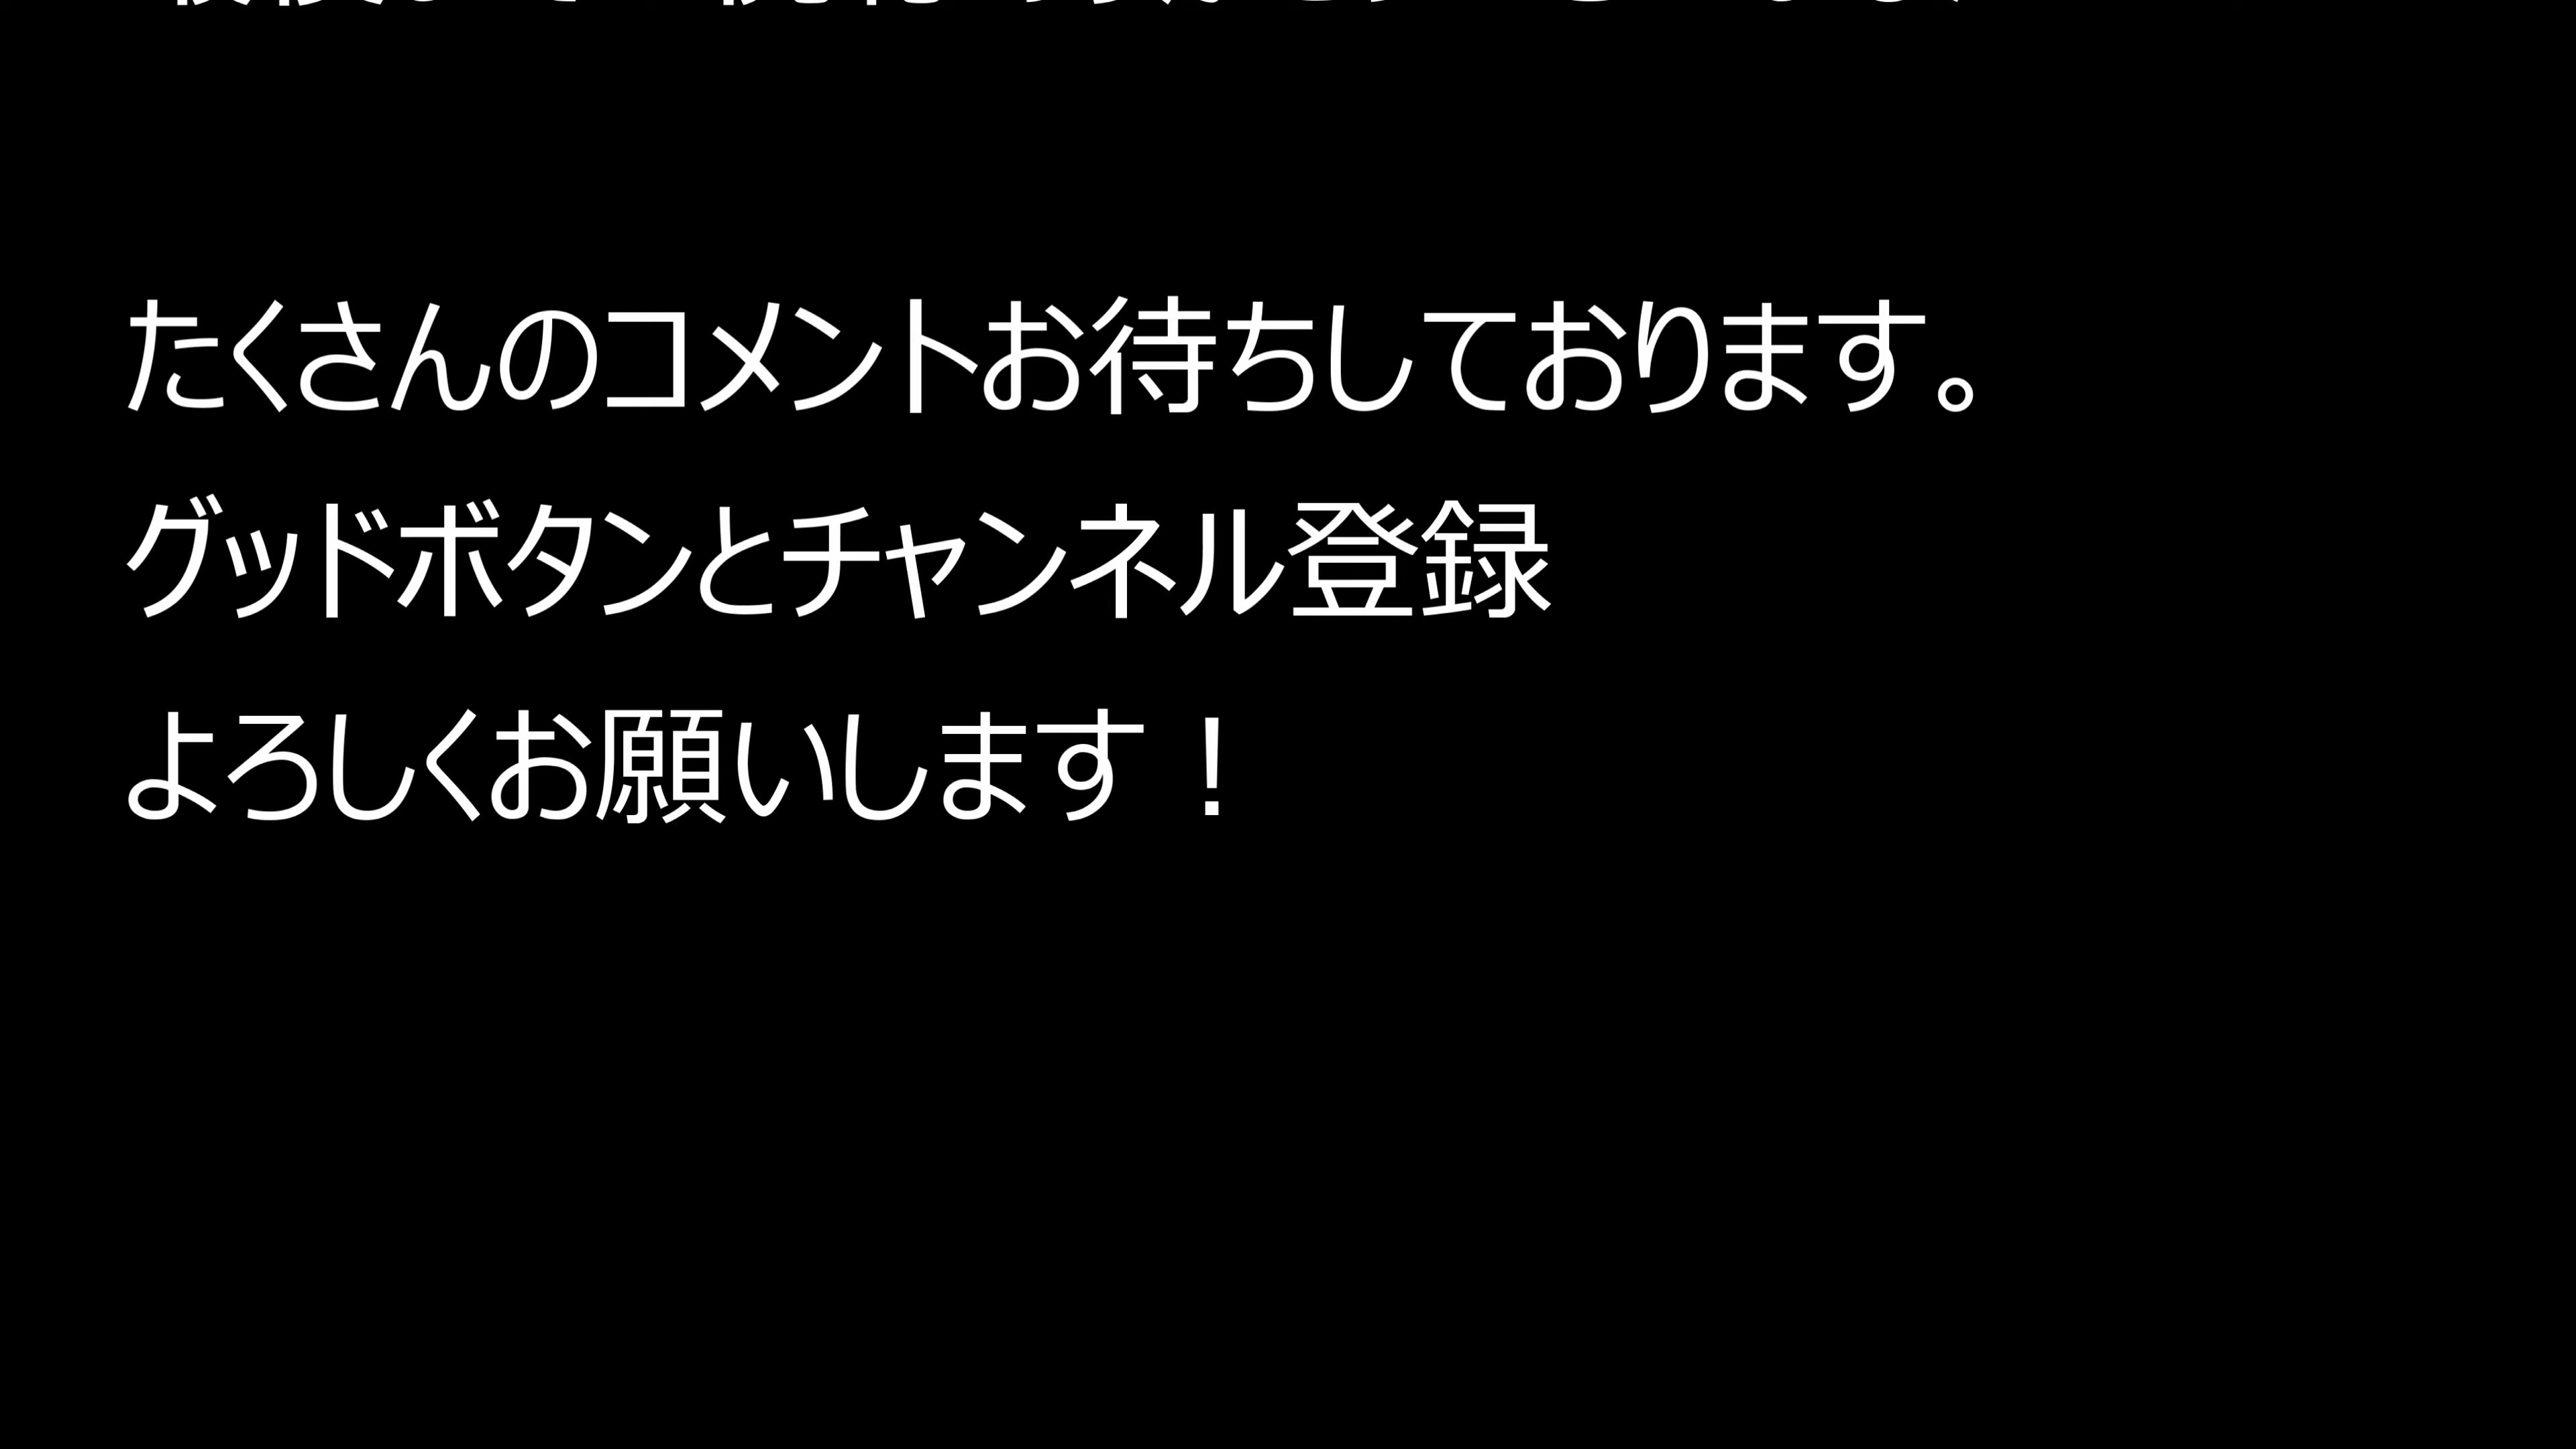 たくさんのコメントお待ちしております。
グッドボタンとチャンネル登録
よろしくお願いします！